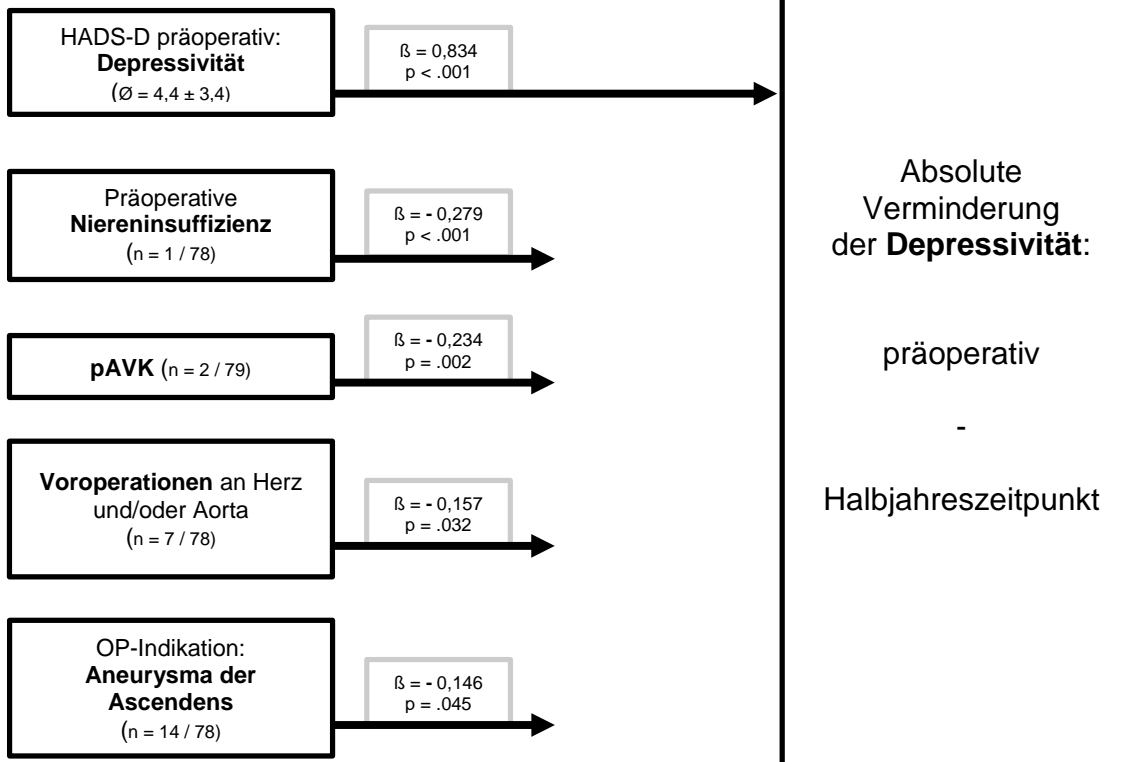 HADS-D präoperativ:
Depressivität
(Ø = 4,4 ± 3,4)
ß = 0,834
p < .001
Präoperative
Niereninsuffizienz
(n = 1 / 78)
ß = - 0,279
p < .001
pAVK (n = 2 / 79)
ß = - 0,234
p = .002
Voroperationen an Herz
und/oder Aorta
(n = 7 / 78)
ß = - 0,157
p = .032
OP-Indikation:
Aneurysma der
Ascendens
(n = 14 / 78)
ß = - 0,146
p = .045
Absolute
Verminderung
der Depressivität:
präoperativ
-
Halbjahreszeitpunkt